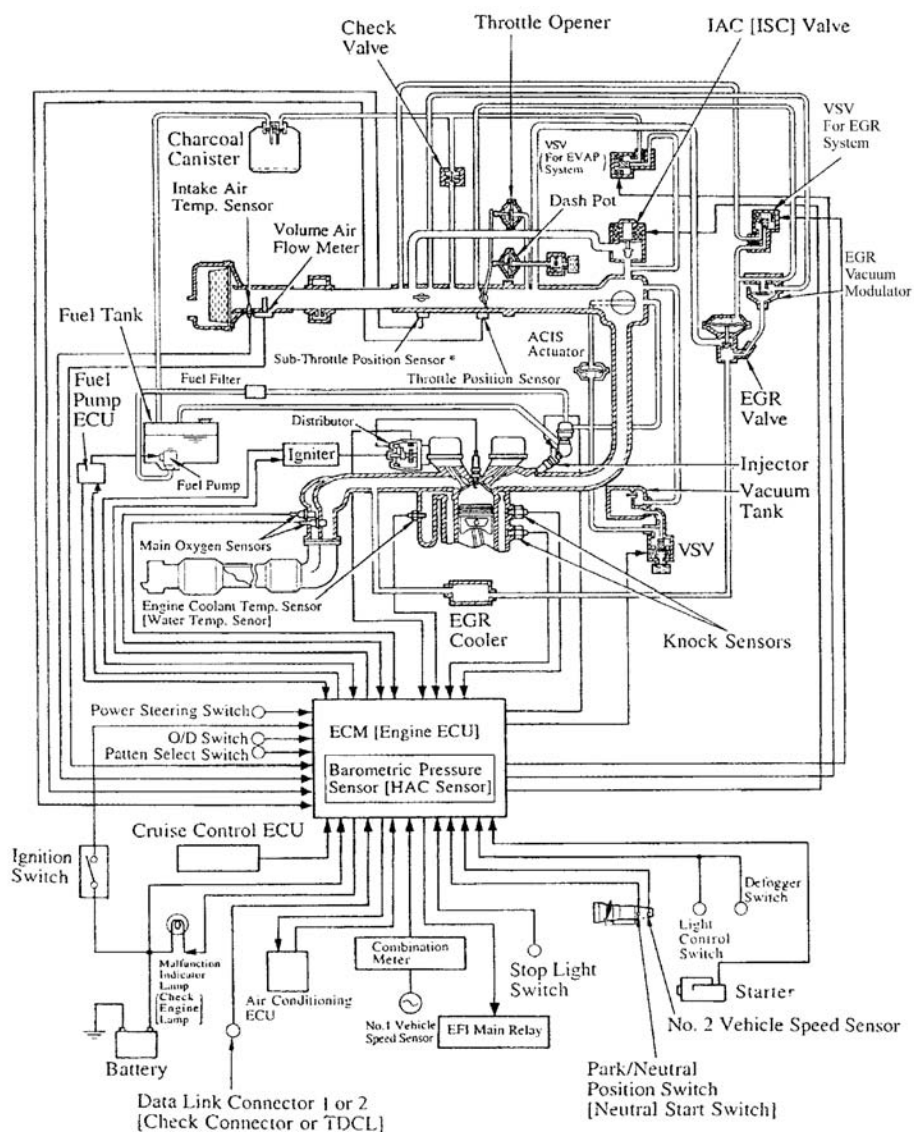 Throttle Opener
IAC [ISC] Valve
Check
Valve
VSV
For EGR
System
Charcoal
Canister
VSV
For EVAP
System
Intake Air
Temp. Sensor
Dash Pot
Volume Air
Flow Meter
EGR
Vacuum
Modulator
Fuel Tank
ACIS
Actuator
Sub-Throttle Position Sensor *
Throttle Position Sensor
Fuel
Pump
ECU
Fuel Filter
EGR
Valve
Distributor
Igniter
Injector
Fuel Pump
Vacuum
Tank
Main Oxygen Sensors
VSV
Engine Coolant Temp. Sensor
[Water Temp. Senor]
EGR
Cooler
Knock Sensors
Power Steering Switch
ECM [Engine ECU]
O/D Switch
Patten Select Switch
Barometric Pressure
Sensor [HAC Sensor]
Cruise Control ECU
Ignition
Switch
Defogger
Switch
Light
Control
Switch
Malfunction
Indicator
Lamp
Check
Engine
Lamp
Combination
Meter
Stop Light
Switch
Air Conditioning
ECU
Starter
No.1 Vehicle
Speed Sensor
EFI Main Relay
No. 2 Vehicle Speed Sensor
Battery
Park/Neutral
Position Switch
[Neutral Start Switch]
Data Link Connector 1 or 2
[Check Connector or TDCL]